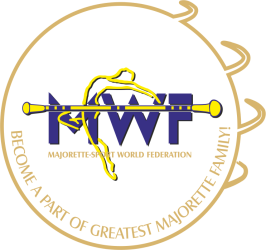 MWF
MAJORETTE-SPORT WORLD FEDERATION
BECOME A PART OF GREATEST MAJORETTE FAMILY!